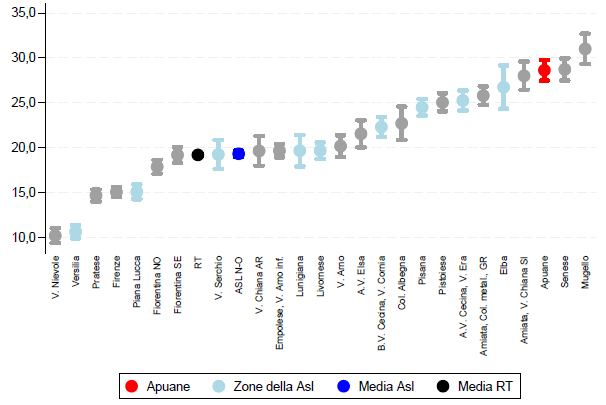 35,0
30,0
25,0
20,0
15,0
10,0
V. Nievole
Versilia
Pratese
Firenze
Piana Lucca
Fiorentina NO
Fiorentina SE
RT
V. Serchio
ASL N-O
V. Chiana AR
Empolese, V. Arno inf.
Lunigiana
Livornese
V. Arno
A.V. Elsa
B.V. Cecina, V. Cornia
Col. Albegna
Pisana
Pistoiese
A.V. Cecina, V. Era
Amiata, Col. metal., GR
Elba
Amiata, V. Chiana SI
Apuane
Senese
Mugello
Apuane
Zone della Asl
Media Asl
Media RT